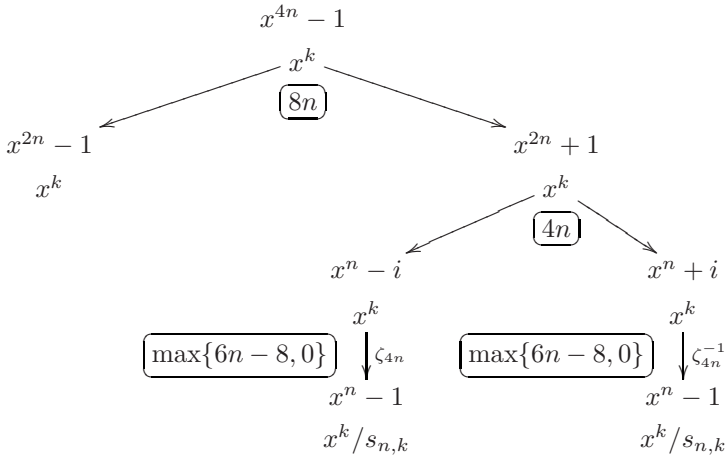 x^{4n} − 1
x^k
8n
x^{2n} − 1 x^{2n} + 1
x^k x^k
4n
x^n − i x^n + i
x^k x^k
max{6n − 8, 0} ζ_{4n} max{6n − 8, 0} ζ_{4n}^{−1}
x^n − 1 x^n − 1
x^k/s_{n,k} x^k/s_{n,k}